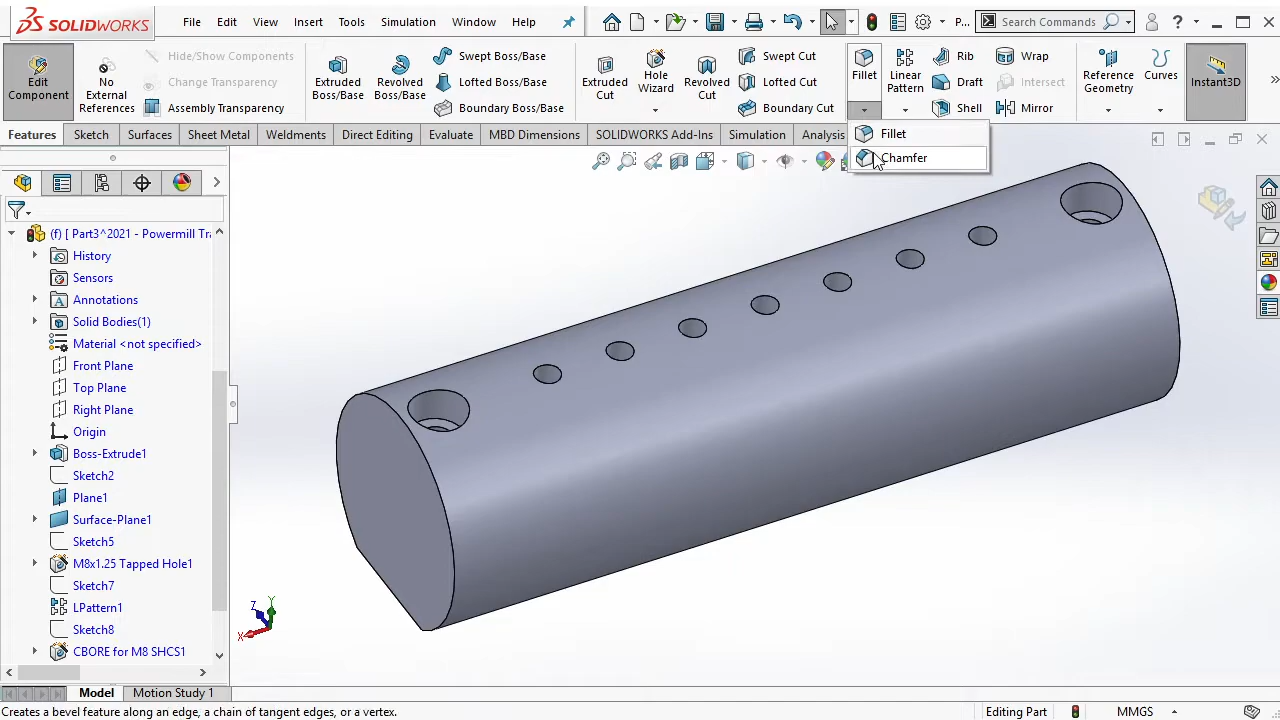 SOLIDWORKS
File
Edit
View
Insert
Tools
Simulation
Window
Help
P...
Search Commands
?
Edit
Component
No
External
References
Hide/Show Components
Change Transparency
Assembly Transparency
Extruded
Boss/Base
Revolved
Boss/Base
Swept Boss/Base
Lofted Boss/Base
Boundary Boss/Base
Extruded
Cut
Hole
Wizard
Revolved
Cut
Swept Cut
Lofted Cut
Boundary Cut
Fillet
Linear
Pattern
Rib
Draft
Shell
Wrap
Intersect
Mirror
Reference
Geometry
Curves
Instant3D
Features
Sketch
Surfaces
Sheet Metal
Weldments
Direct Editing
Evaluate
MBD Dimensions
SOLIDWORKS Add-Ins
Simulation
Analysis
Fillet
Chamfer
(f) [ Part3^2021 - Powermill Tra
History
Sensors
Annotations
Solid Bodies(1)
Material <not specified>
Front Plane
Top Plane
Right Plane
Origin
Boss-Extrude1
Sketch2
Plane1
Surface-Plane1
Sketch5
M8x1.25 Tapped Hole1
Sketch7
LPattern1
Sketch8
CBORE for M8 SHCS1
Y
Z
X
Model
Motion Study 1
Creates a bevel feature along an edge, a chain of tangent edges, or a vertex.
Editing Part
MMGS